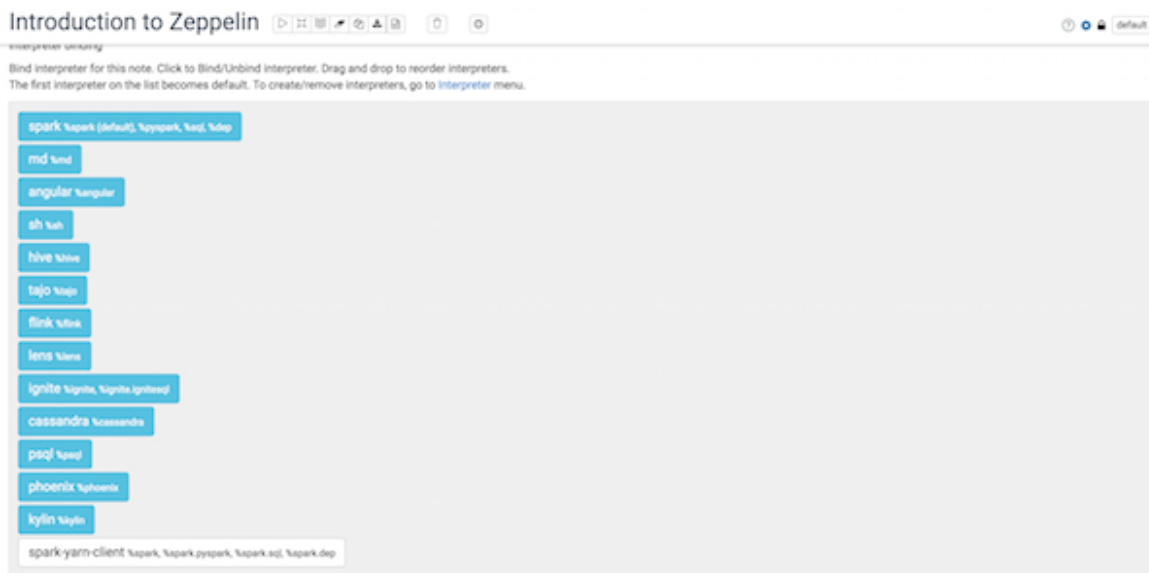 Introduction to Zeppelin
default
Interpreter binding
Bind interpreter for this note. Click to Bind/Unbind interpreter. Drag and drop to reorder interpreters.
The first interpreter on the list becomes default. To create/remove interpreters, go to Interpreter menu.
spark %spark (default), %pyspark, %sql, %dep
md %md
angular %angular
sh %sh
hive %hive
tajo %tajo
flink %flink
lens %lens
ignite %ignite, %ignite.ignitesql
cassandra %cassandra
psql %psql
phoenix %phoenix
kylin %kylin
spark-yarn-client %spark, %spark.pyspark, %spark.sql, %spark.dep